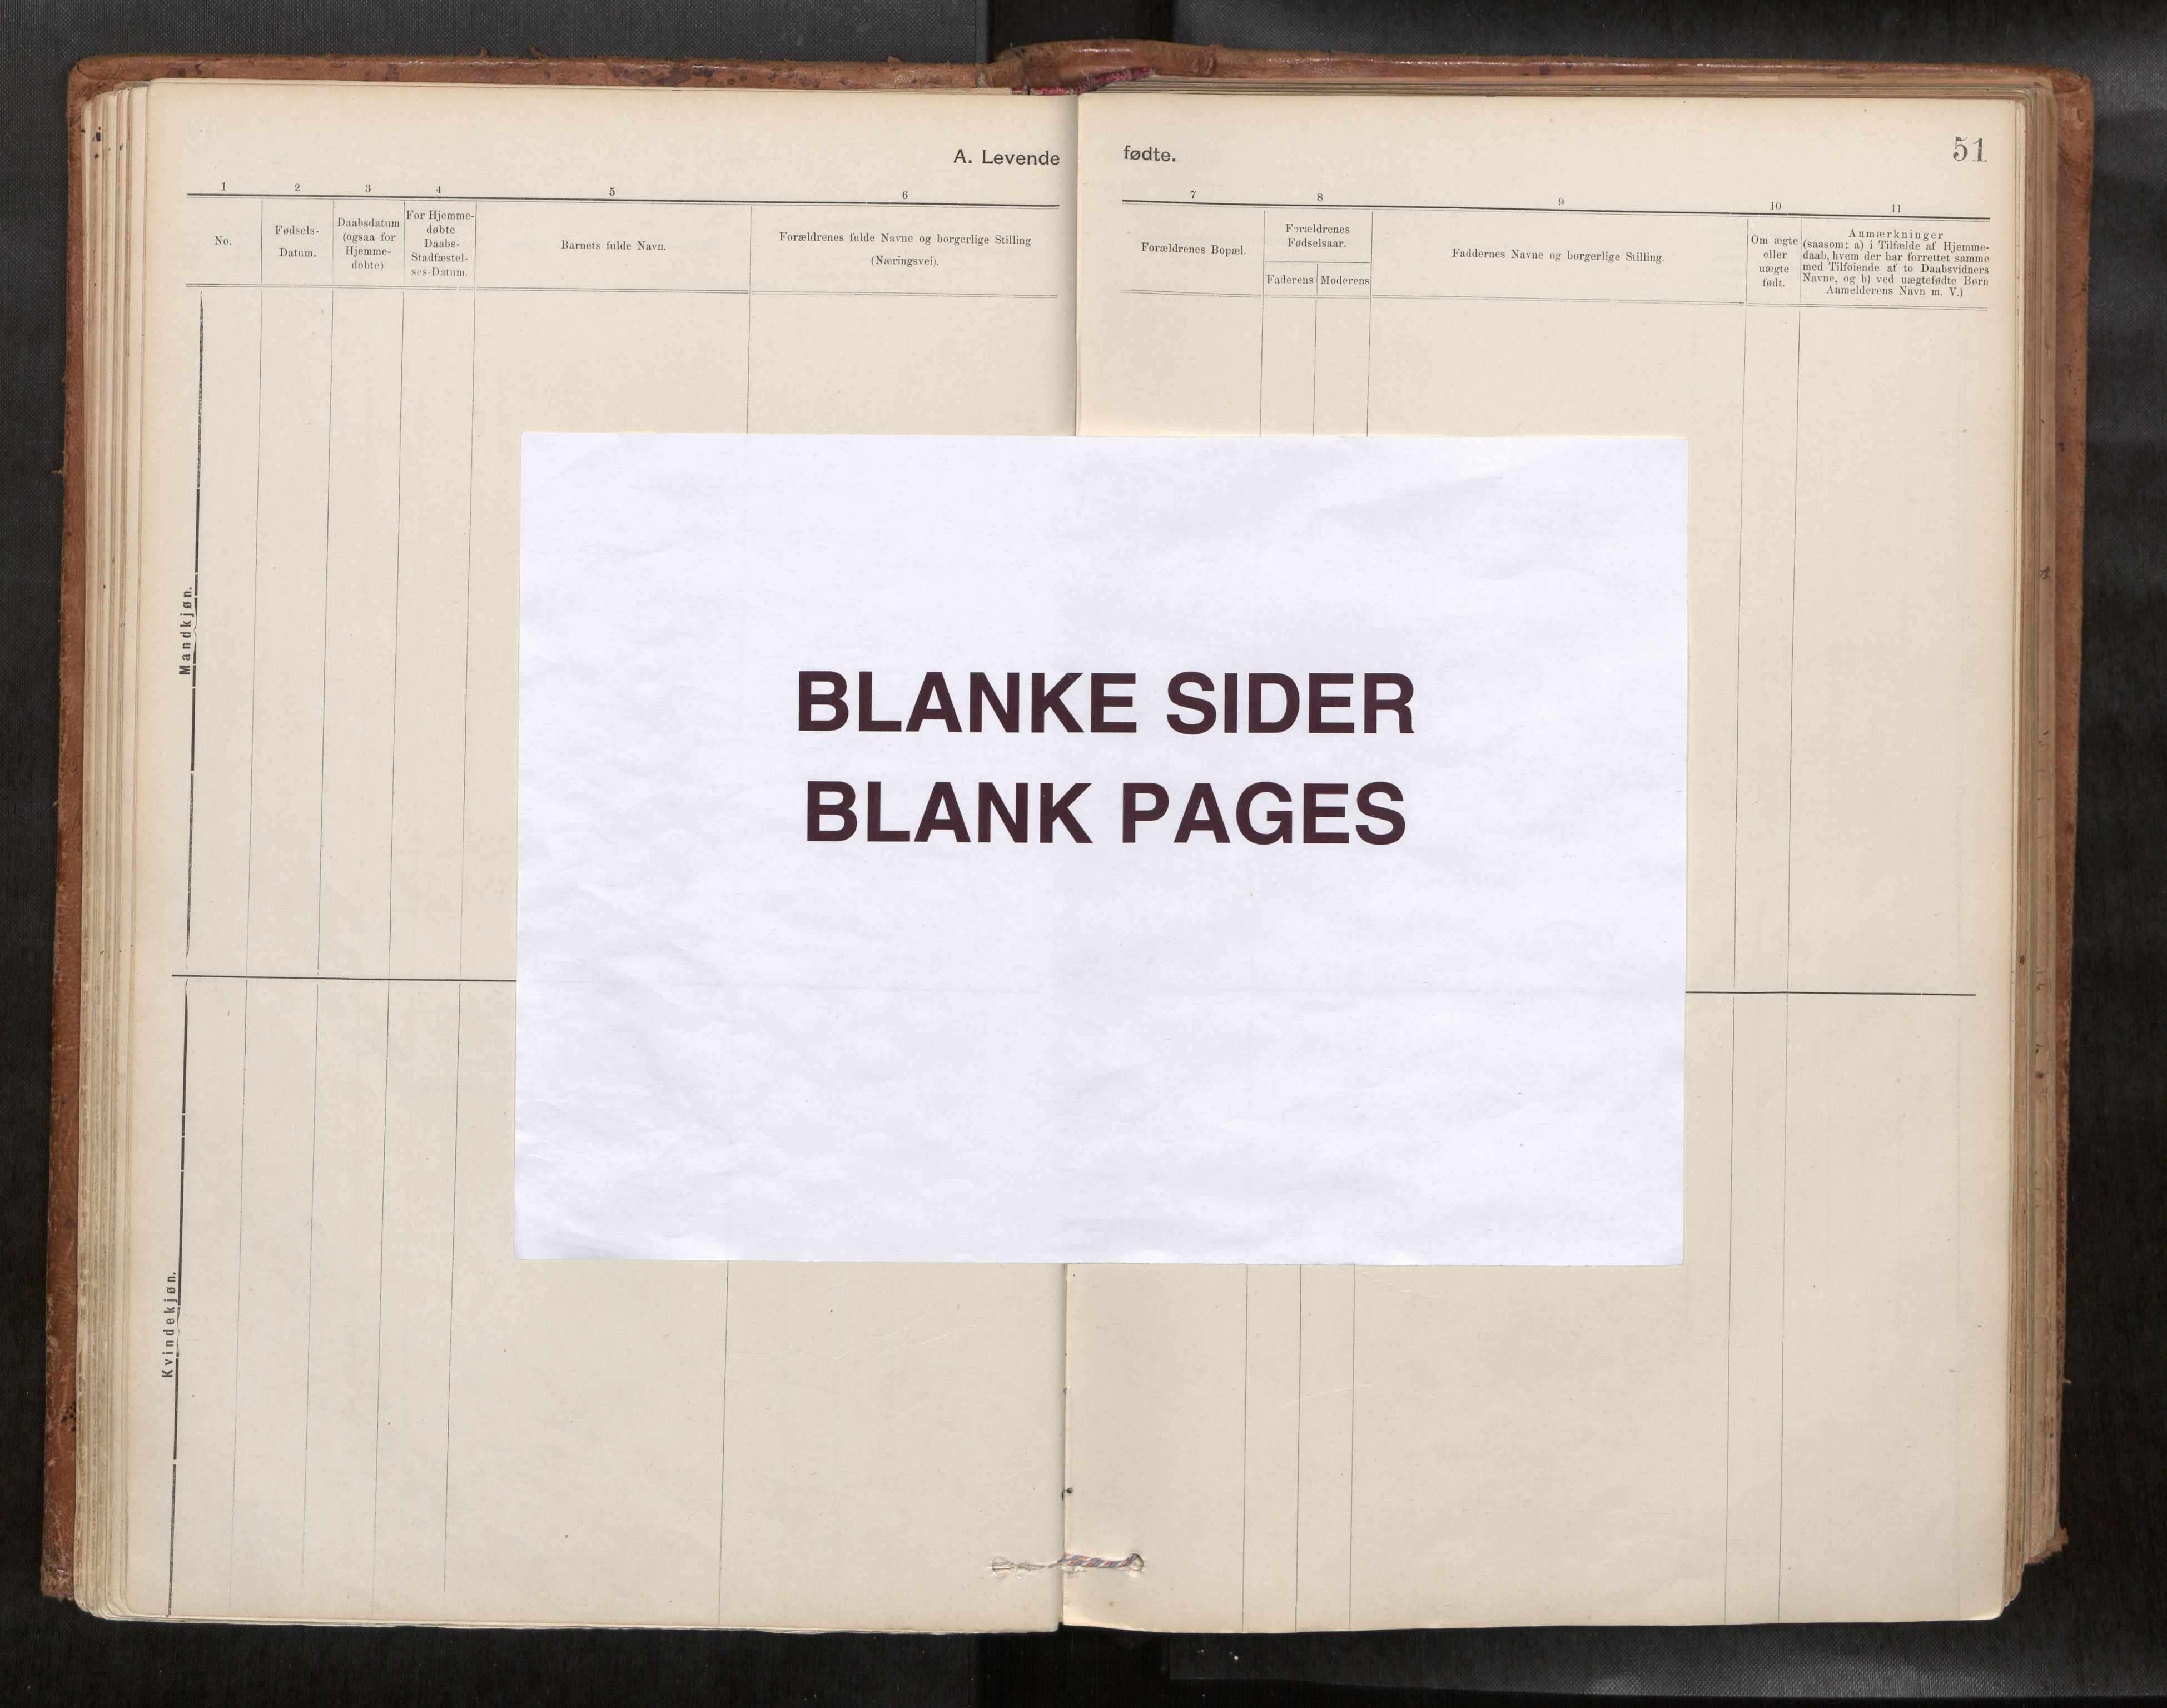 A. Levende
fødte.
51
1 2 3 4 5 6
7 8 9 10 11
No.
Fødsels-
Datum.
Daabsdatum
(ogsaa for
Hjemme-
døbte)
For Hjemme-
døbte
Daabs-
Stadfæstel-
ses-Datum.
Barnets fulde Navn.
Forældrenes fulde Navne og borgerlige Stilling
(Næringsvei).
Forældrenes Bopæl.
Forældrenes
Fødselsaar.
Faderens Moderens
Faddernes Navne og borgerlige Stilling.
Om ægte
eller
uægte
født.
Anmærkninger
(saasom: a) i Tilfælde af Hjemme-
daab, hvem der har forrettet samme
med Tilføiende af to Daabsvidners
Navne, og b) ved uægtefødte Børn
Anmelderens Navn m. V.)
Mandkjøn.
BLANKE SIDER
BLANK PAGES
Kvindekjøn.